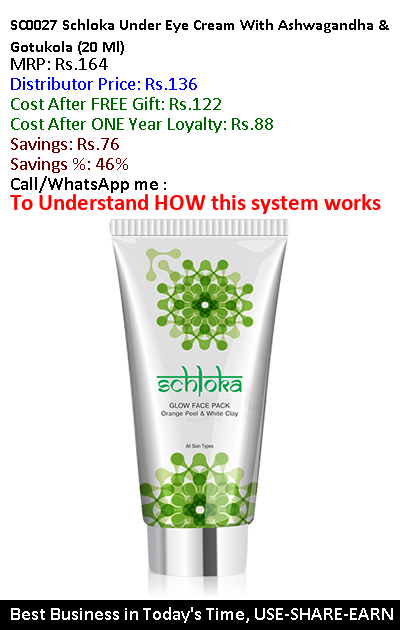 SC0027 Schloka Under Eye Cream With Ashwagandha &
Gotukola (20 Ml)
MRP: Rs.164
Distributor Price: Rs.136
Cost After FREE Gift: Rs.122
Cost After ONE Year Loyalty: Rs.88
Savings: Rs.76
Savings %: 46%
Call/WhatsApp me :
To Understand HOW this system works
schloka
GLOW FACE PACK
Orange Peel & White Clay
All Skin Types
Best Business in Today's Time, USE-SHARE-EARN